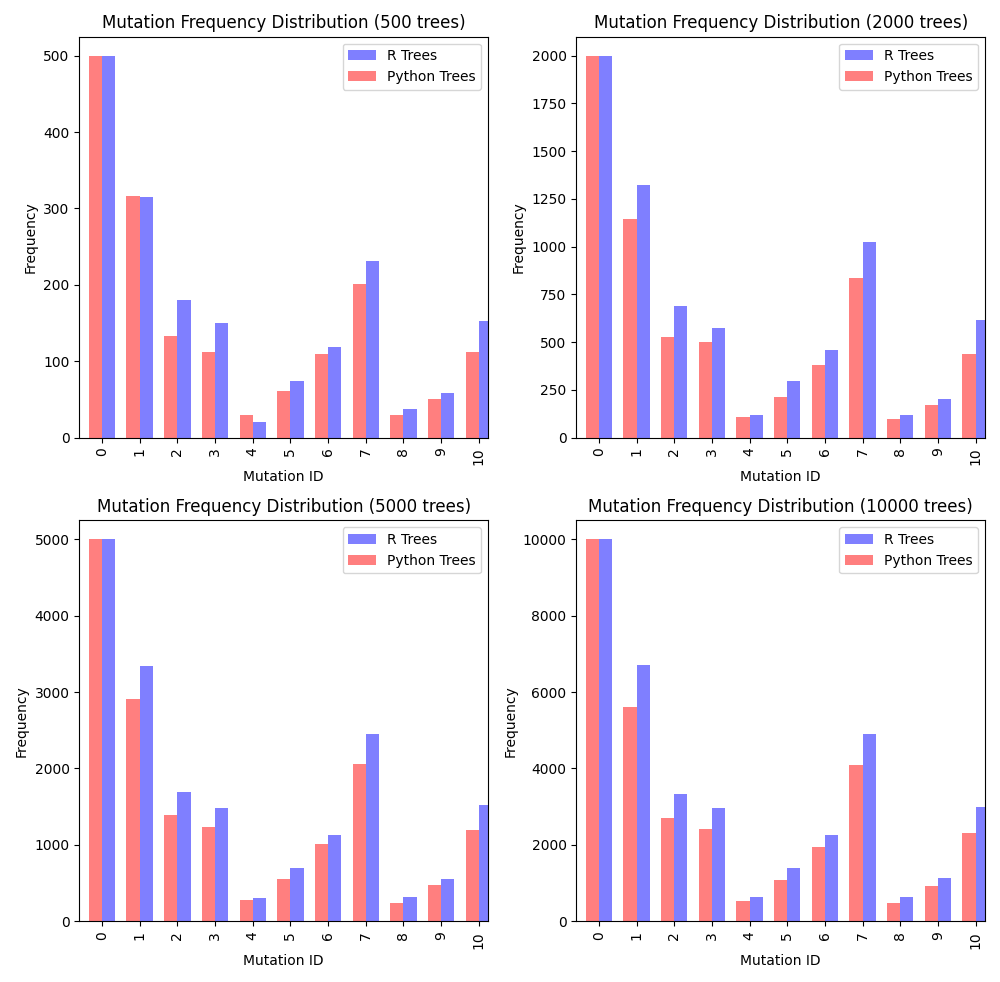 Mutation Frequency Distribution (500 trees)
R Trees
Python Trees
500
400
300
200
100
0
Frequency
0 1 2 3 4 5 6 7 8 9 10
Mutation ID
Mutation Frequency Distribution (2000 trees)
R Trees
Python Trees
2000
1750
1500
1250
1000
750
500
250
0
Frequency
0 1 2 3 4 5 6 7 8 9 10
Mutation ID
Mutation Frequency Distribution (5000 trees)
R Trees
Python Trees
5000
4000
3000
2000
1000
0
Frequency
0 1 2 3 4 5 6 7 8 9 10
Mutation ID
Mutation Frequency Distribution (10000 trees)
R Trees
Python Trees
10000
8000
6000
4000
2000
0
Frequency
0 1 2 3 4 5 6 7 8 9 10
Mutation ID